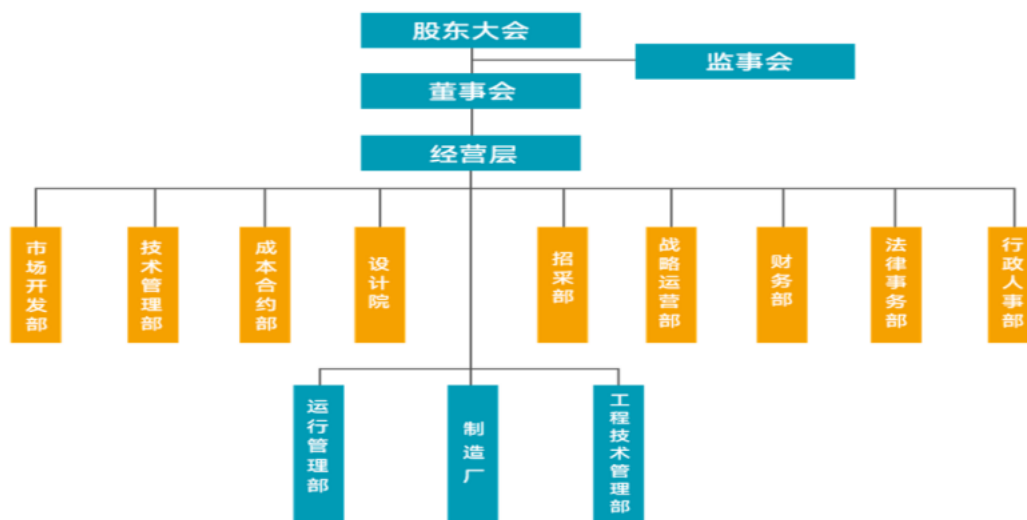 股东大会
监事会
董事会
经营层
市场开发部
技术管理部
成本合约部
设计院
招采部
战略运营部
财务部
法律事务部
行政人事部
运行管理部
制造厂
工程技术管理部